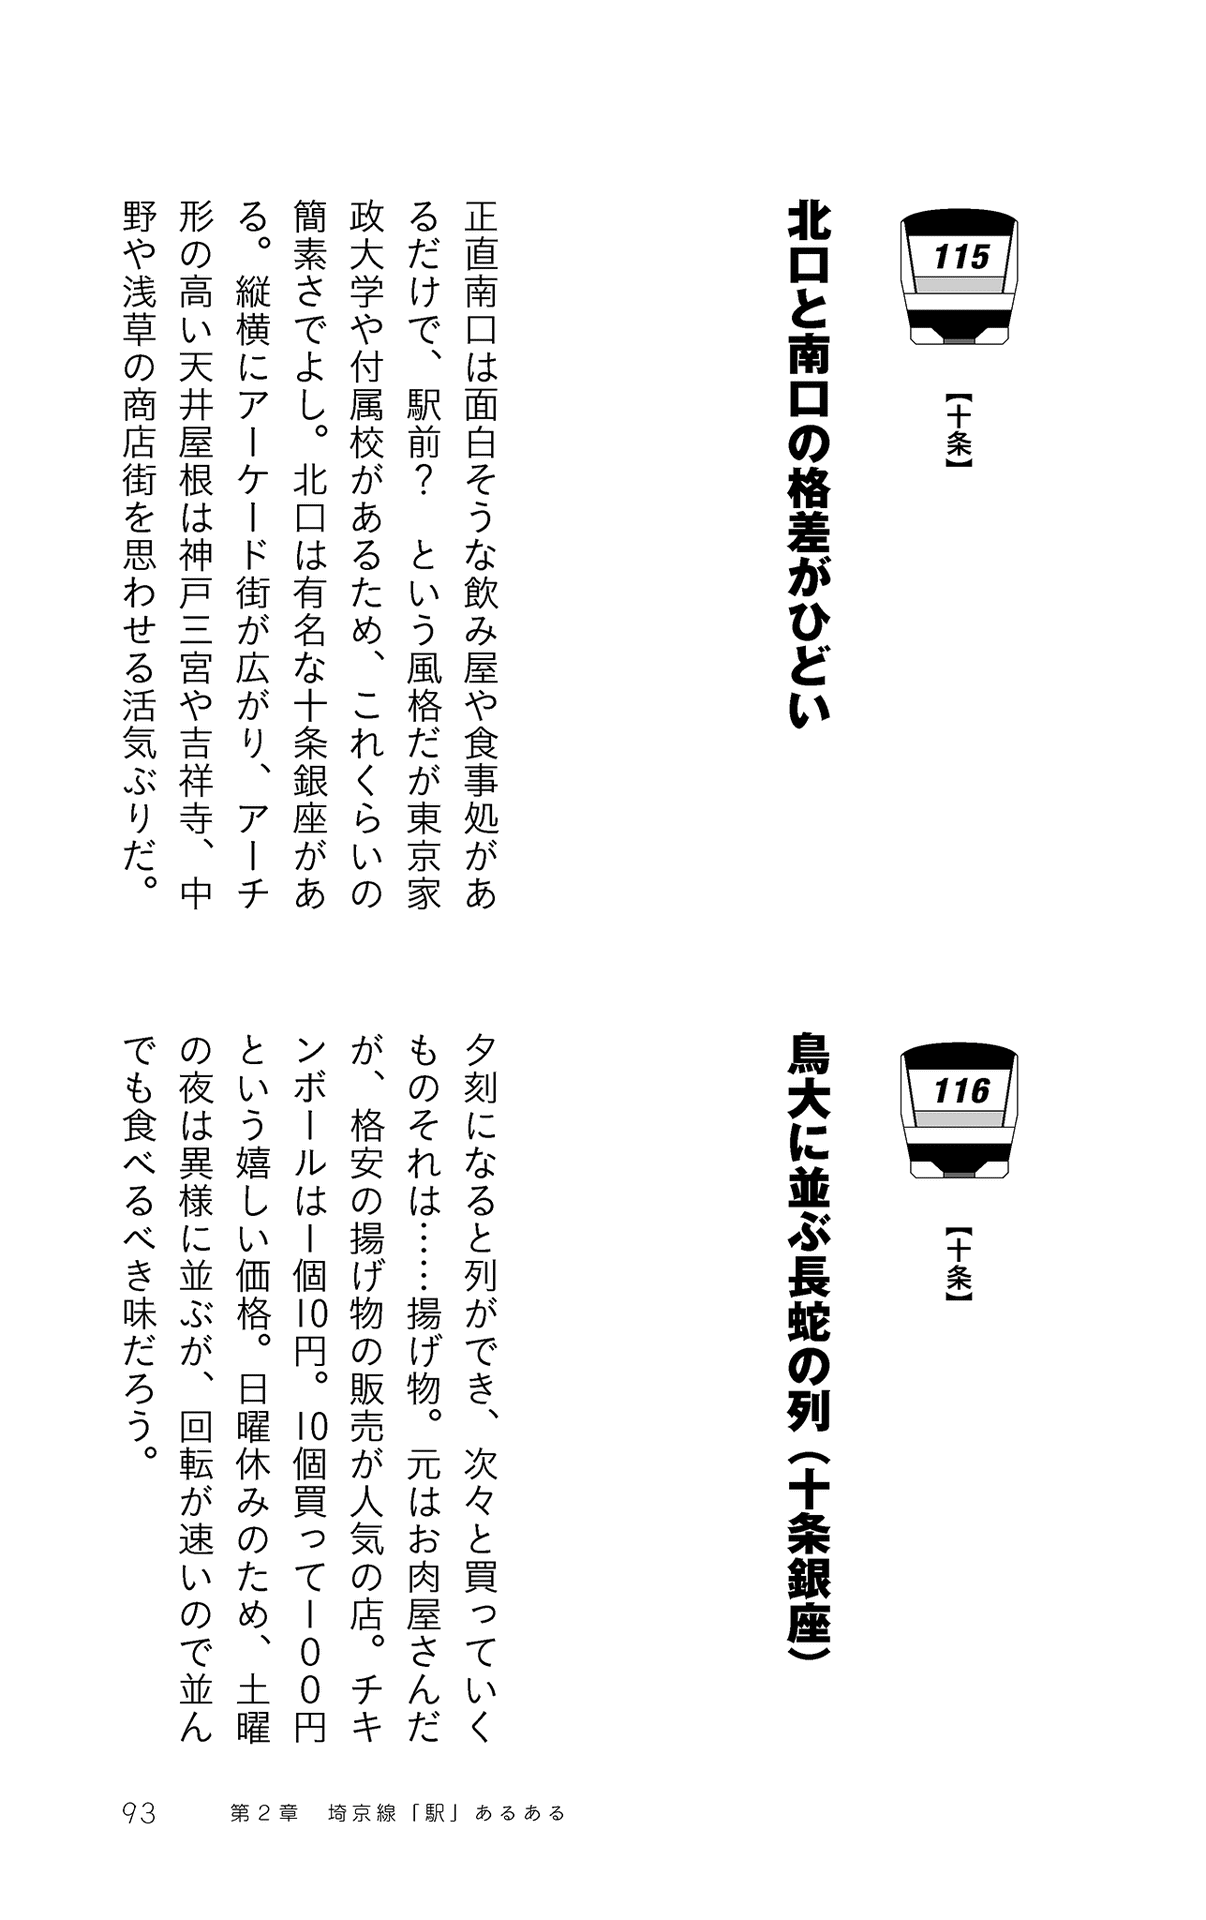 115
【十条】
北口と南口の格差がひどい
正直南口は面白そうな飲み屋や食事処があ
るだけで、駅前？　という風格だが東京家
政大学や付属校があるため、これくらいの
簡素さでよし。北口は有名な十条銀座があ
る。縦横にアーケード街が広がり、アーチ
形の高い天井屋根は神戸三宮や吉祥寺、中
野や浅草の商店街を思わせる活気ぶりだ。
116
【十条】
鳥大に並ぶ長蛇の列（十条銀座）
夕刻になると列ができ、次々と買っていく
ものそれは……揚げ物。元はお肉屋さんだ
が、格安の揚げ物の販売が人気の店。チキ
ンボールは1個10円。10個買って100円
という嬉しい価格。日曜休みのため、土曜
の夜は異様に並ぶが、回転が速いので並ん
でも食べるべき味だろう。
93　第2章　埼京線「駅」あるある